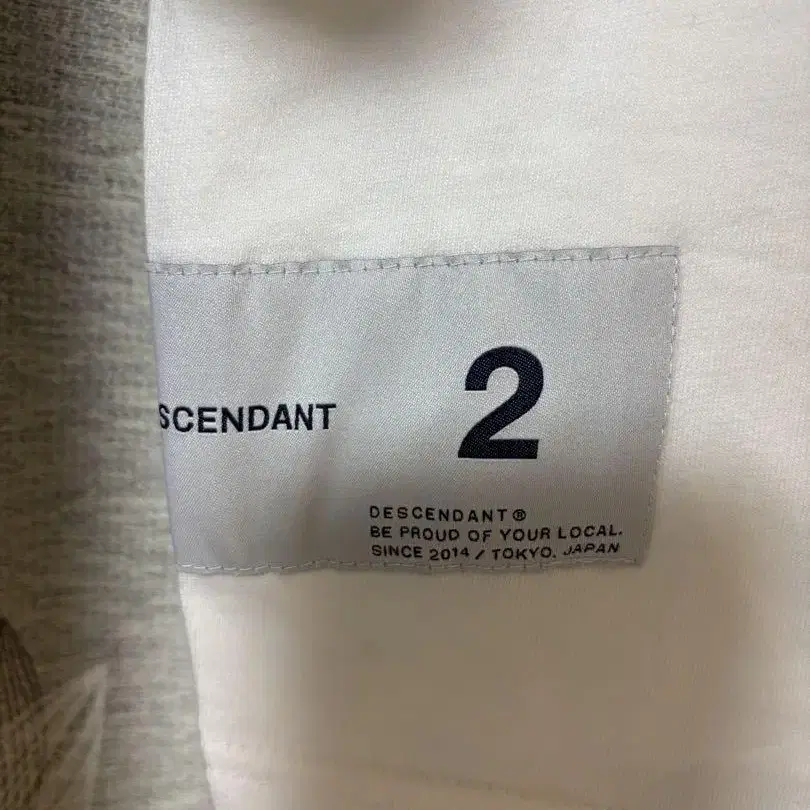 SCENDANT
2
DESCENDANT®
BE PROUD OF YOUR LOCAL.
SINCE 2014 / TOKYO. JAPAN